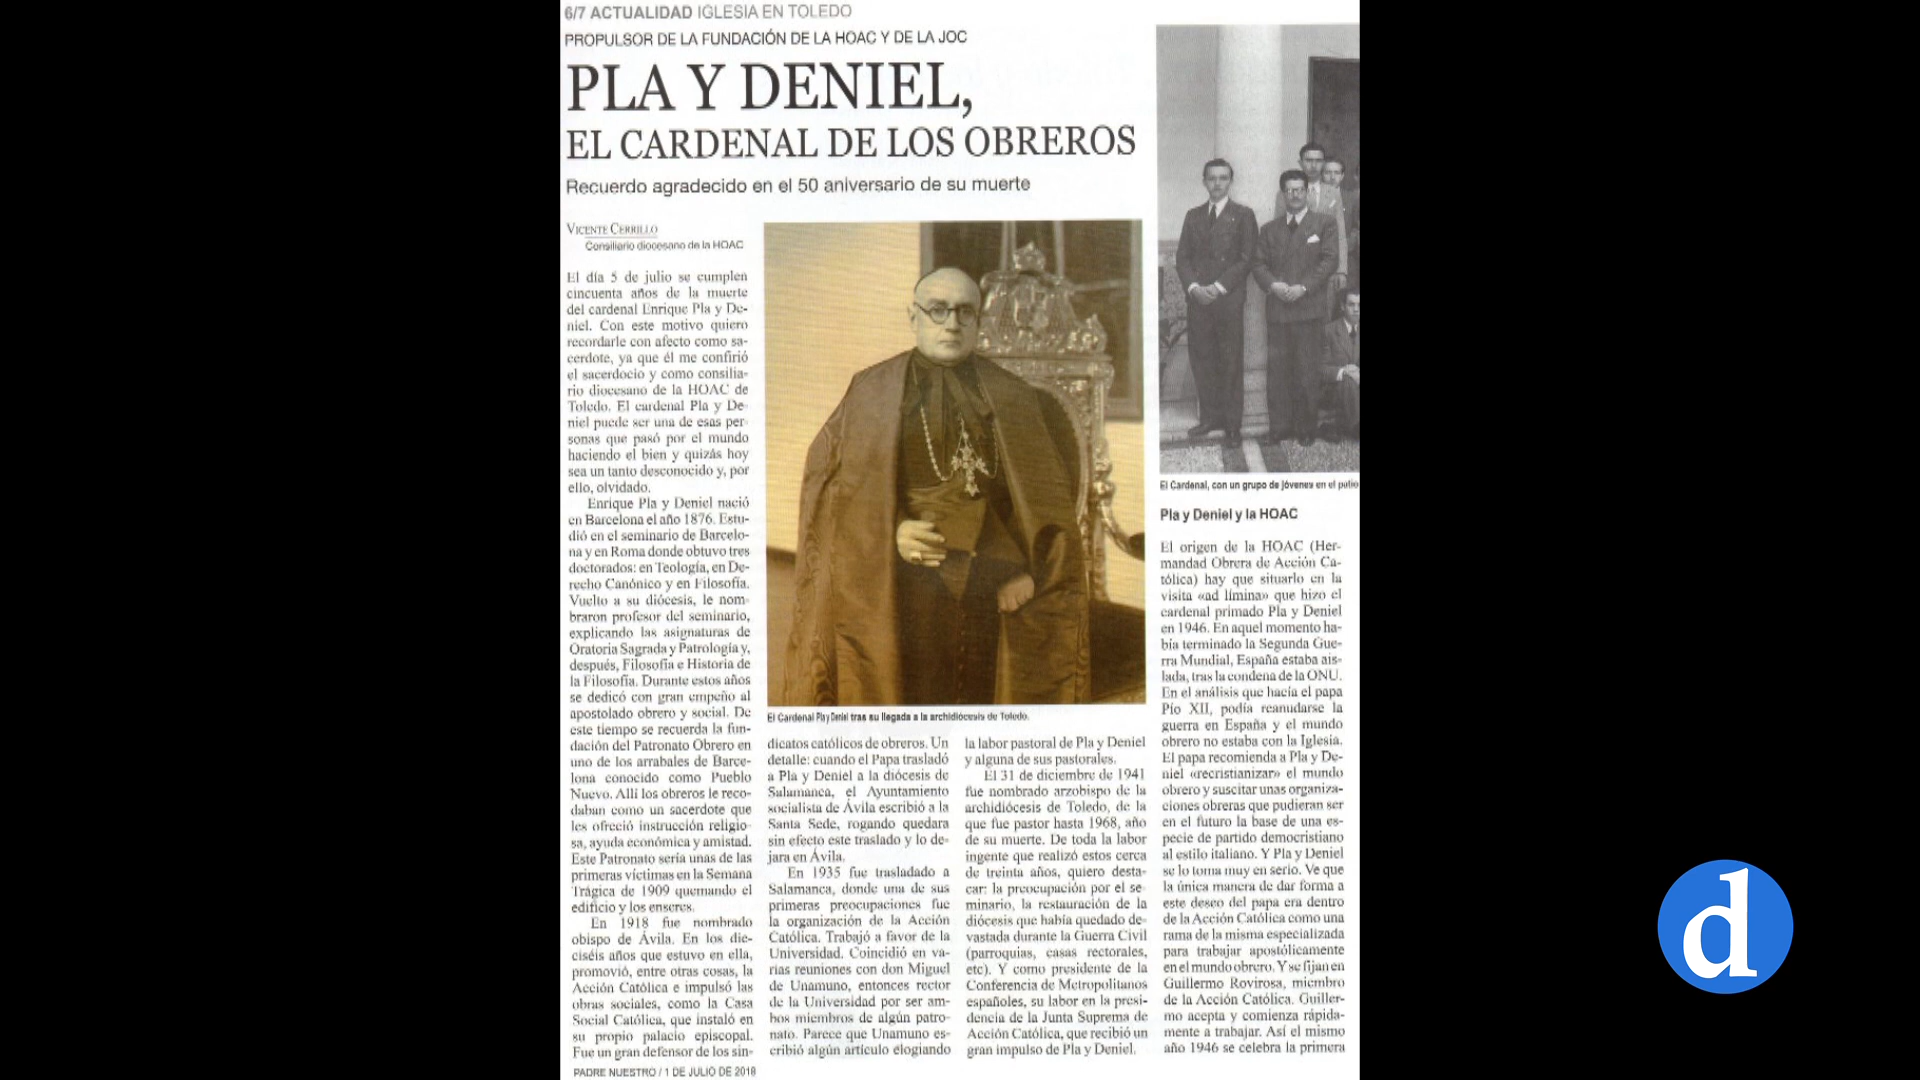 6/7 ACTUALIDAD IGLESIA EN TOLEDO
PROPULSOR DE LA FUNDACIÓN DE LA HOAC Y DE LA JOC
PLA Y DENIEL,
EL CARDENAL DE LOS OBREROS
Recuerdo agradecido en el 50 aniversario de su muerte
VICENTE CERRILLO
Consiliario diocesano de la HOAC
El día 5 de julio se cumplen
cincuenta años de la muerte
del cardenal Enrique Pla y De-
niel. Con este motivo quiero
recordarle con afecto como sa-
cerdote, ya que él me confirió
el sacerdocio y como consilia-
rio diocesano de la HOAC de
Toledo. El cardenal Pla y De-
niel puede ser una de esas per-
sonas que pasó por el mundo
haciendo el bien y quizás hoy
sea un tanto desconocido y, por
ello, olvidado.
Enrique Pla y Deniel nació
en Barcelona el año 1876. Estu-
dió en el seminario de Barcelo-
na y en Roma donde obtuvo tres
doctorados: en Teología, en De-
recho Canónico y en Filosofía.
Vuelto a su diócesis, le nom-
braron profesor del seminario,
explicando las asignaturas de
Oratoria Sagrada y Patrología y,
después, Filosofía e Historia de
la Filosofía. Durante estos años
se dedicó con gran empeño al
apostolado obrero y social. De
este tiempo se recuerda la fun-
dación del Patronato Obrero en
uno de los arrabales de Barce-
lona conocido como Pueblo
Nuevo. Allí los obreros le reco-
daban como un sacerdote que
les ofreció instrucción religio-
sa, ayuda económica y amistad.
Este Patronato sería unas de las
primeras víctimas en la Semana
Trágica de 1909 quemando el
edificio y los enseres.
En 1918 fue nombrado
obispo de Ávila. En los die-
ciséis años que estuvo en ella,
promovió, entre otras cosas, la
Acción Católica e impulsó las
obras sociales, como la Casa
Social Católica, que instaló en
su propio palacio episcopal.
Fue un gran defensor de los sin-
PADRE NUESTRO / 1 DE JULIO DE 2018
El Cardenal Pla y Deniel tras su llegada a la archidiócesis de Toledo.
dicatos católicos de obreros. Un
detalle: cuando el Papa trasladó
a Pla y Deniel a la diócesis de
Salamanca, el Ayuntamiento
socialista de Ávila escribió a la
Santa Sede, rogando quedara
sin efecto este traslado y lo de-
jara en Ávila.
En 1935 fue trasladado a
Salamanca, donde una de sus
primeras preocupaciones fue
la organización de la Acción
Católica. Trabajó a favor de la
Universidad. Coincidió en va-
rias reuniones con don Miguel
de Unamuno, entonces rector
de la Universidad por ser am-
bos miembros de algún patro-
nato. Parece que Unamuno es-
cribió algún artículo elogiando
la labor pastoral de Pla y Deniel
y alguna de sus pastorales.
El 31 de diciembre de 1941
fue nombrado arzobispo de la
archidiócesis de Toledo, de la
que fue pastor hasta 1968, año
de su muerte. De toda la labor
ingente que realizó estos cerca
de treinta años, quiero desta-
car: la preocupación por el se-
minario, la restauración de la
diócesis que había quedado de-
vastada durante la Guerra Civil
(parroquias, casas rectorales,
etc). Y como presidente de la
Conferencia de Metropolitanos
españoles, su labor en la presi-
dencia de la Junta Suprema de
Acción Católica, que recibió un
gran impulso de Pla y Deniel.
El Cardenal, con un grupo de jóvenes en el patio
Pla y Deniel y la HOAC
El origen de la HOAC (Her-
mandad Obrera de Acción Ca-
tólica) hay que situarlo en la
visita «ad límina» que hizo el
cardenal primado Pla y Deniel
en 1946. En aquel momento ha-
bía terminado la Segunda Gue-
rra Mundial, España estaba ais-
lada, tras la condena de la ONU.
En el análisis que hacía el papa
Pío XII, podía reanudarse la
guerra en España y el mundo
obrero no estaba con la Iglesia.
El papa recomienda a Pla y De-
niel «recristianizar» el mundo
obrero y suscitar unas organiza-
ciones obreras que pudieran ser
en el futuro la base de una es-
pecie de partido democristiano
al estilo italiano. Y Pla y Deniel
se lo toma muy en serio. Ve que
la única manera de dar forma a
este deseo del papa era dentro
de la Acción Católica como una
rama de la misma especializada
para trabajar apostólicamente
en el mundo obrero. Y se fijan en
Guillermo Rovirosa, miembro
de la Acción Católica. Guiller-
mo acepta y comienza rápida-
mente a trabajar. Así el mismo
año 1946 se celebra la primera
d